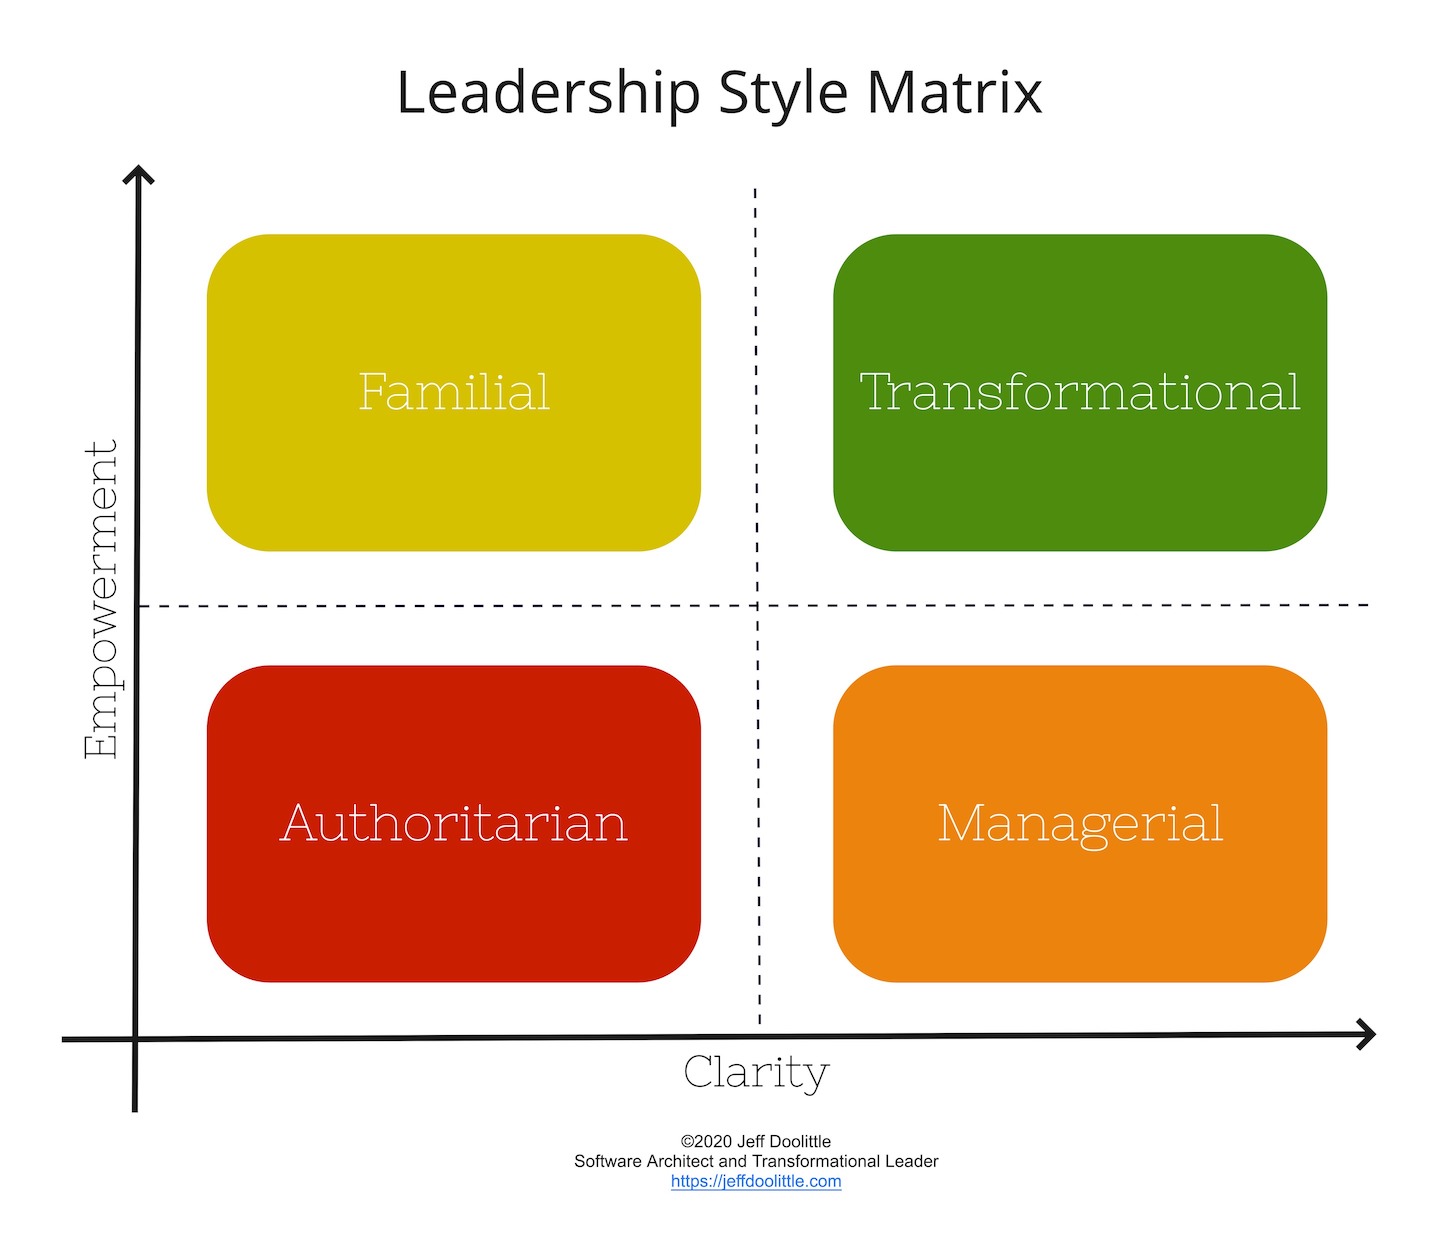 Leadership Style Matrix
Familial
Transformational
Empowerment
Authoritarian
Managerial
Clarity
©2020 Jeff Doolittle
Software Architect and Transformational Leader
https://jeffdoolittle.com